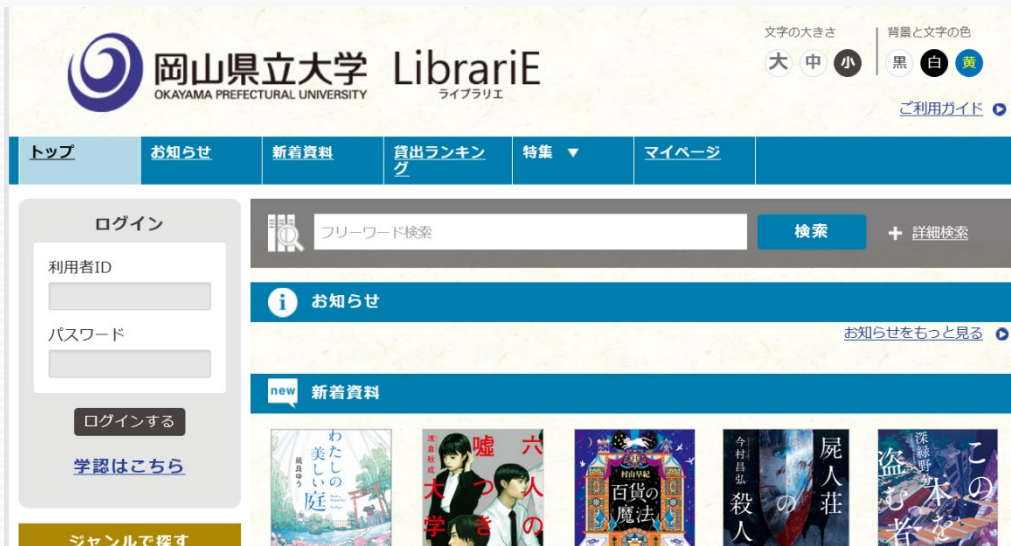 岡山県立大学
OKAYAMA PREFECTURAL UNIVERSITY
LibrariE
ライブラリエ
文字の大きさ
大 中 小
背景と文字の色
黒 白 黄
ご利用ガイド
トップ
お知らせ
新着資料
貸出ランキン
グ
特集 ▼
マイページ
ログイン
利用者ID
パスワード
ログインする
学認はこちら
ジャンルで探す
フリーワード検索
検索
詳細検索
i お知らせ
お知らせをもっと見る
new 新着資料
わたしの
美しい庭
凪良ゆう
六人の
嘘つき
大学
浅倉秋成
村山早紀
百貨の
魔法
屍人荘
の
殺人
今村昌弘
この
本を
盗む者
深緑野分